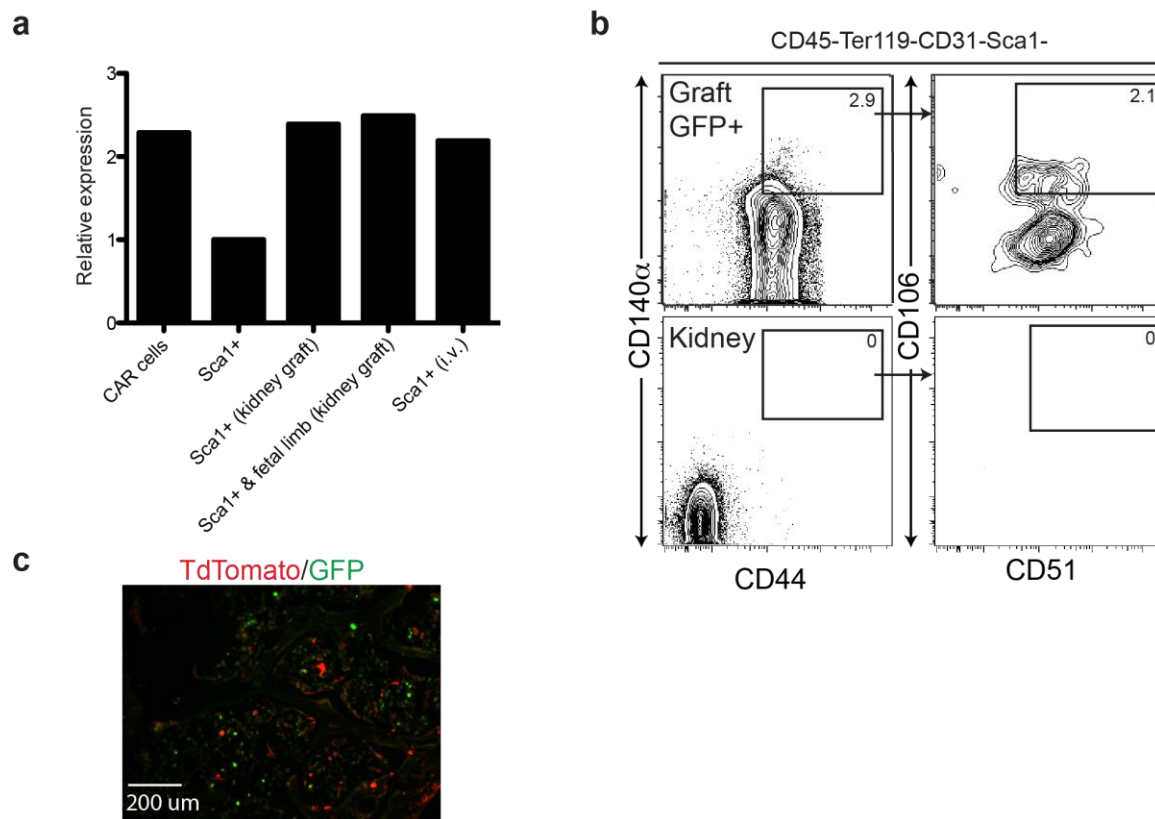 a
Relative expression
3
2
1
0
CAR cells
Sca1+
Sca1+ (kidney graft)
Sca1+ & fetal limb (kidney graft)
Sca1+ (i.v.)
b
CD45-Ter119-CD31-Sca1-
Graft
GFP+
2.9
2.1
CD140α
CD106
Kidney
0
0
CD44
CD51
c
TdTomato/GFP
200 um